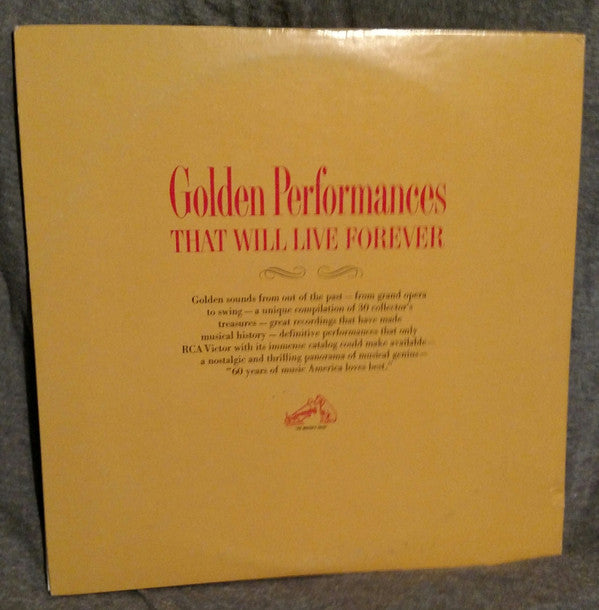 Golden Performances
THAT WILL LIVE FOREVER
Golden sounds from out of the past — from grand opera
to swing — a unique compilation of 30 collector's
treasures — great recordings that have made
musical history — definitive performances that only
RCA Victor with its immense catalog could make available —
a nostalgic and thrilling panorama of musical genius —
"60 years of music America loves best."
"HIS MASTER'S VOICE"